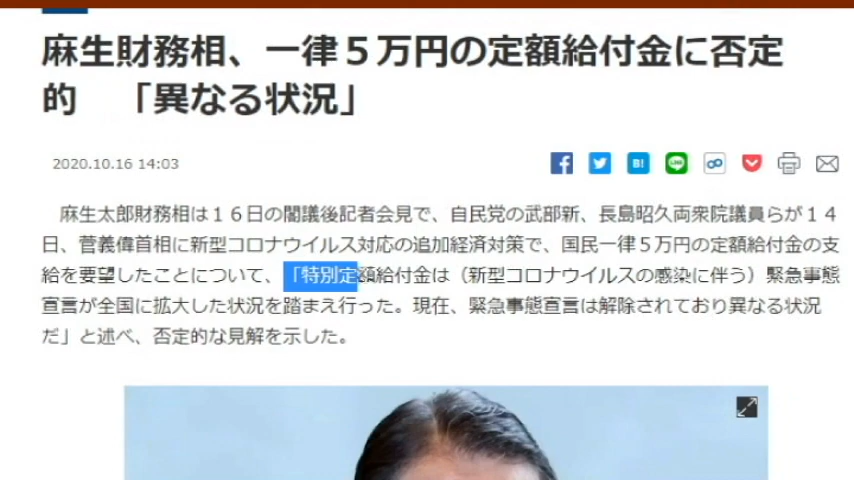 麻生財務相、一律５万円の定額給付金に否定
的　「異なる状況」
2020.10.16 14:03
B!
LINE
麻生太郎財務相は１６日の閣議後記者会見で、自民党の武部新、長島昭久両衆院議員らが１４
日、菅義偉首相に新型コロナウイルス対応の追加経済対策で、国民一律５万円の定額給付金の支
給を要望したことについて、「特別定額給付金は（新型コロナウイルスの感染に伴う）緊急事態
宣言が全国に拡大した状況を踏まえ行った。現在、緊急事態宣言は解除されており異なる状況
だ」と述べ、否定的な見解を示した。